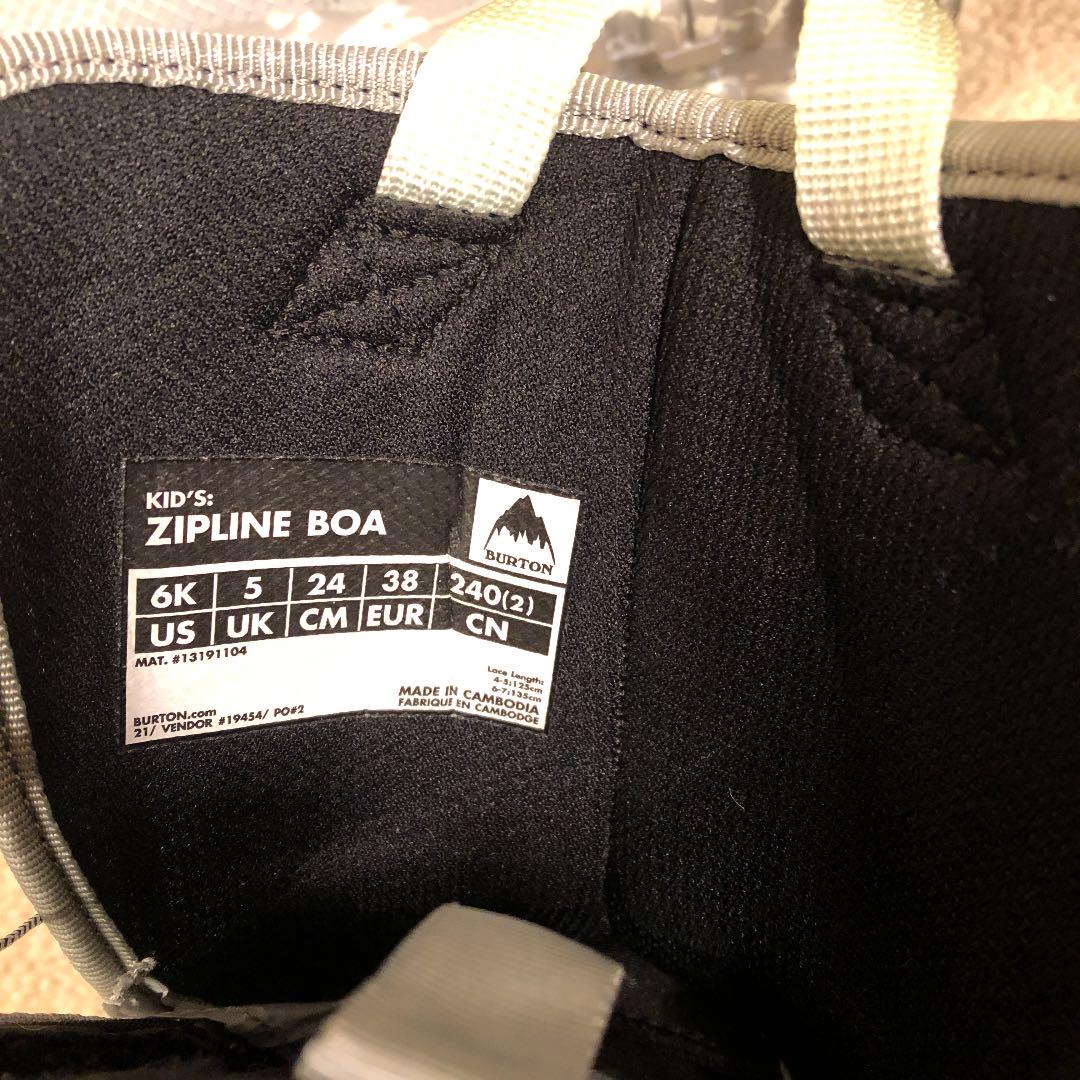 KID'S:
ZIPLINE BOA
BURTON
6K 5 24 38 240(2)
US UK CM EUR CN
MAT. #13191104
Lace Length:
4-5:125cm
6-7:135cm
MADE IN CAMBODIA
FABRIQUE EN CAMBODGE
BURTON.com
21/ VENDOR #19454/ PO#2